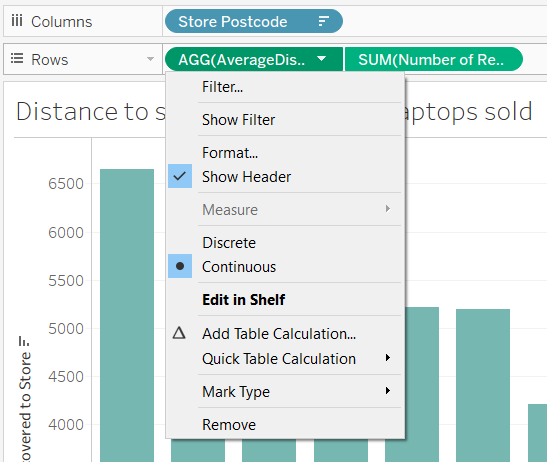 Columns
Store Postcode
Rows
AGG(AverageDis..
SUM(Number of Re..
Distance to s
aptops sold
Filter...
Show Filter
Format...
Show Header
Measure
Discrete
Continuous
Edit in Shelf
Add Table Calculation...
Quick Table Calculation
Mark Type
Remove
6500
6000
5500
5000
4500
4000
overed to Store